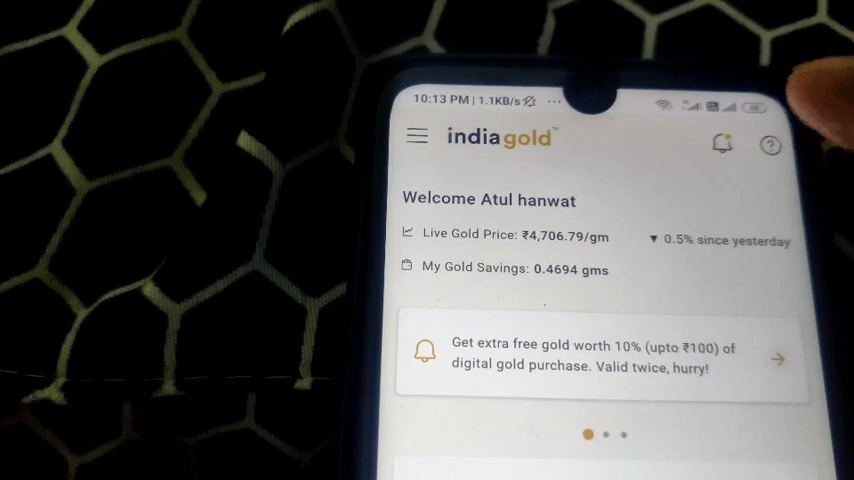 10:13 PM | 1.1KB/s
indiagold™
Welcome Atul hanwat
Live Gold Price: ₹4,706.79/gm ▼ 0.5% since yesterday
My Gold Savings: 0.4694 gms
Get extra free gold worth 10% (upto ₹100) of
digital gold purchase. Valid twice, hurry!